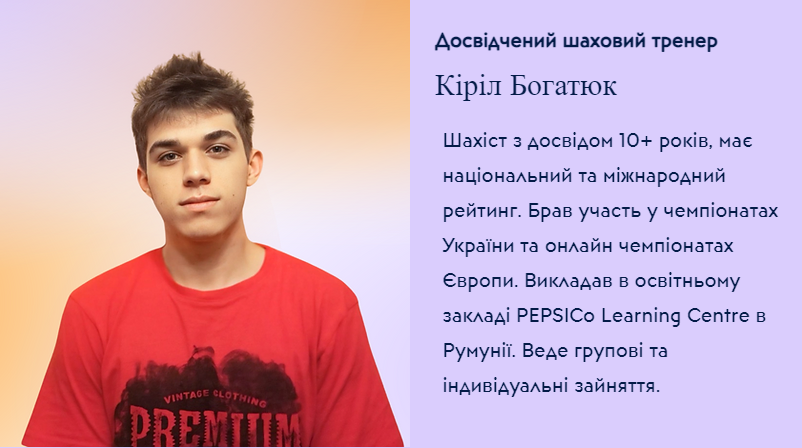 Досвідчений шаховий тренер
Кіріл Богатюк
Шахіст з досвідом 10+ років, має
національний та міжнародний
рейтинг. Брав участь у чемпіонатах
України та онлайн чемпіонатах
Європи. Викладав в освітньому
закладі PEPSICo Learning Centre в
Румунії. Веде групові та
індивідуальні зайняття.
VINTAGE CLOTHING
PREMIUM